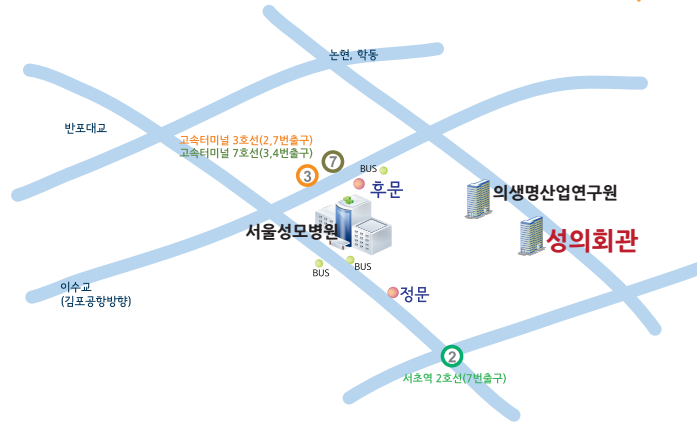 논현, 학동
반포대교
고속터미널 3호선(2,7번출구)
고속터미널 7호선(3,4번출구)
7
3
BUS
후문
의생명산업연구원
서울성모병원
성의회관
BUS
BUS
이수교
(김포공항방향)
정문
2
서초역 2호선(7번출구)